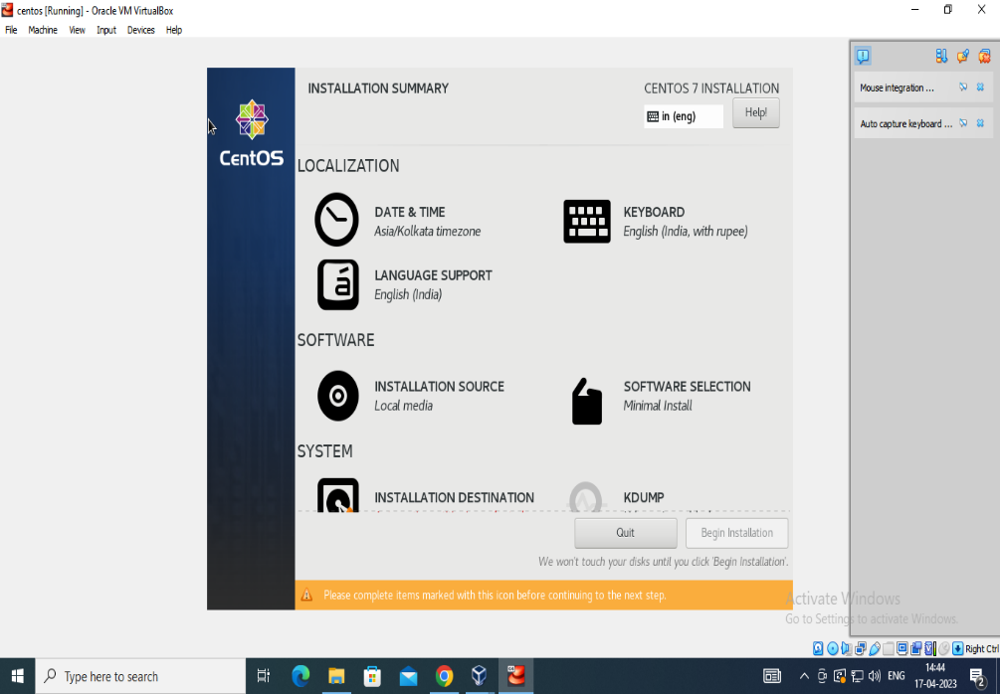 centos [Running] - Oracle VM VirtualBox
File Machine View Input Devices Help
Mouse integration ...
Auto capture keyboard ...
CentOS
INSTALLATION SUMMARY
CENTOS 7 INSTALLATION
in (eng)
Help!
LOCALIZATION
DATE & TIME
Asia/Kolkata timezone
KEYBOARD
English (India, with rupee)
á
LANGUAGE SUPPORT
English (India)
SOFTWARE
INSTALLATION SOURCE
Local media
SOFTWARE SELECTION
Minimal Install
SYSTEM
INSTALLATION DESTINATION
KDUMP
Quit
Begin Installation
We won't touch your disks until you click 'Begin Installation'.
Please complete items marked with this icon before continuing to the next step.
Activate Windows
Go to Settings to activate Windows.
Right Ctrl
Type here to search
ENG
14:44
17-04-2023
2